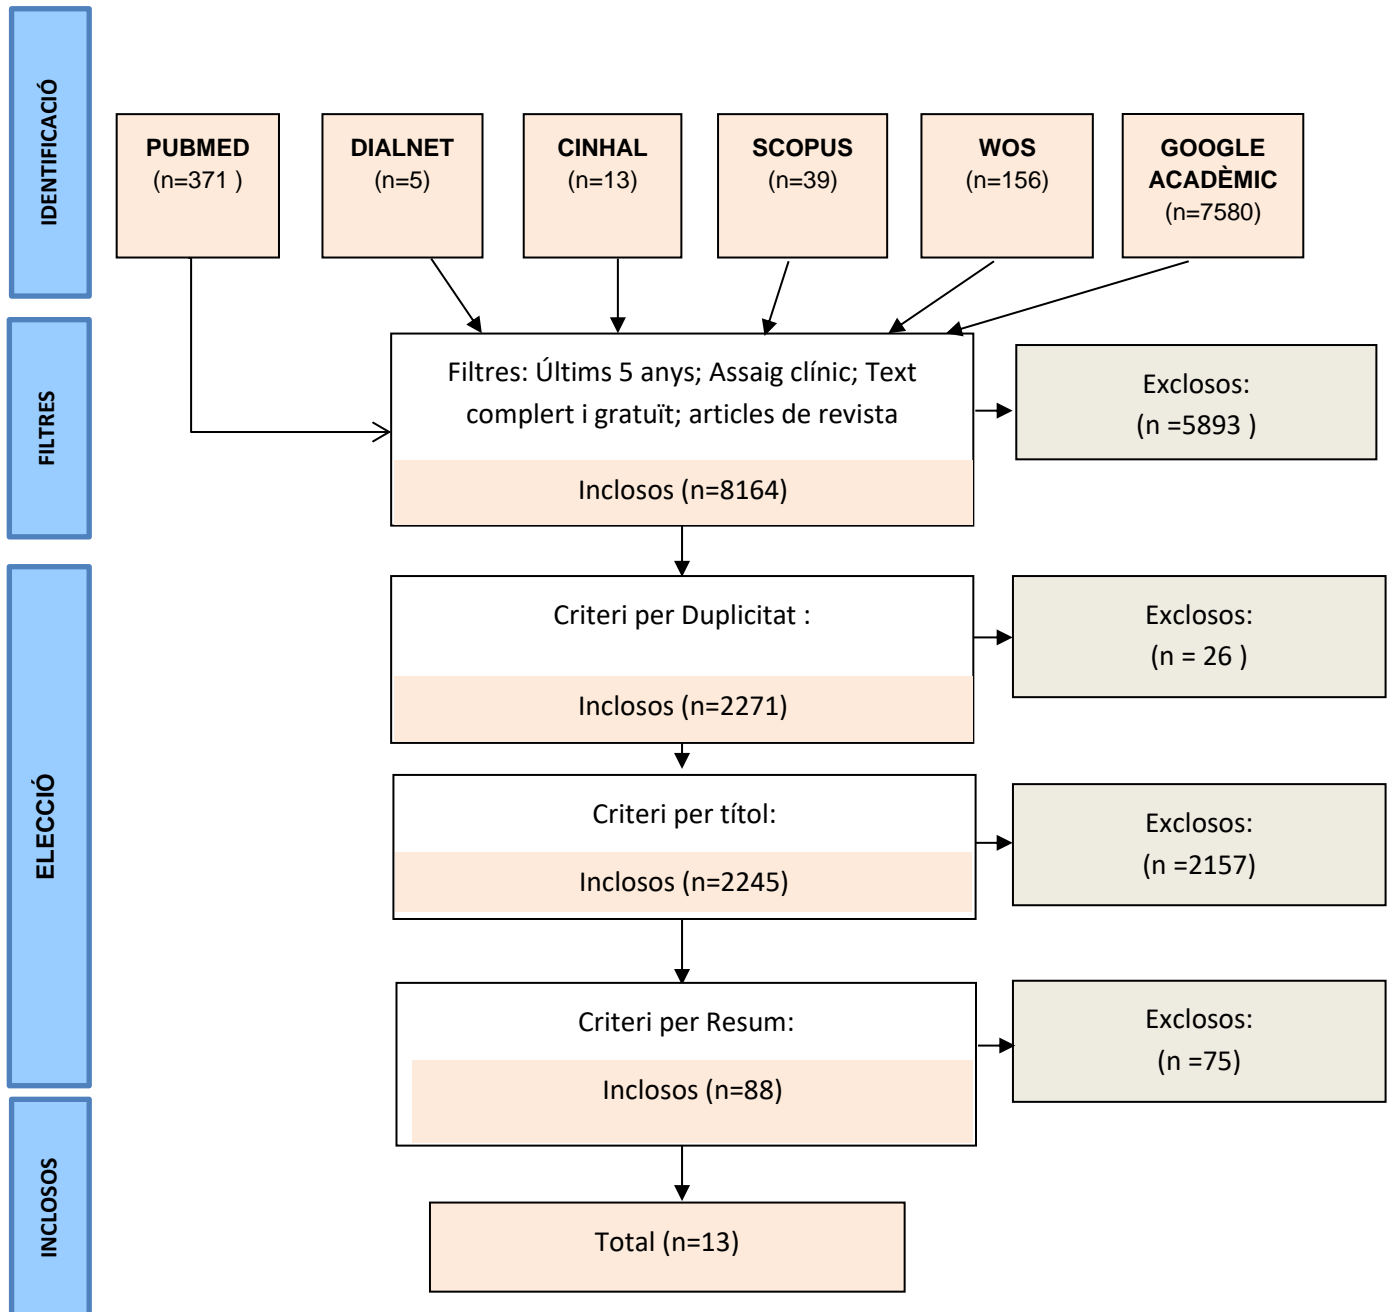 IDENTIFICACIÓ
PUBMED
(n=371 )
DIALNET
(n=5)
CINHAL
(n=13)
SCOPUS
(n=39)
WOS
(n=156)
GOOGLE
ACADÈMIC
(n=7580)
FILTRES
Filtres: Últims 5 anys; Assaig clínic; Text
complert i gratuït; articles de revista
Inclosos (n=8164)
Exclosos:
(n =5893 )
ELECCIÓ
Criteri per Duplicitat :
Inclosos (n=2271)
Exclosos:
(n = 26 )
Criteri per títol:
Inclosos (n=2245)
Exclosos:
(n =2157)
Criteri per Resum:
Inclosos (n=88)
Exclosos:
(n =75)
INCLOSOS
Total (n=13)